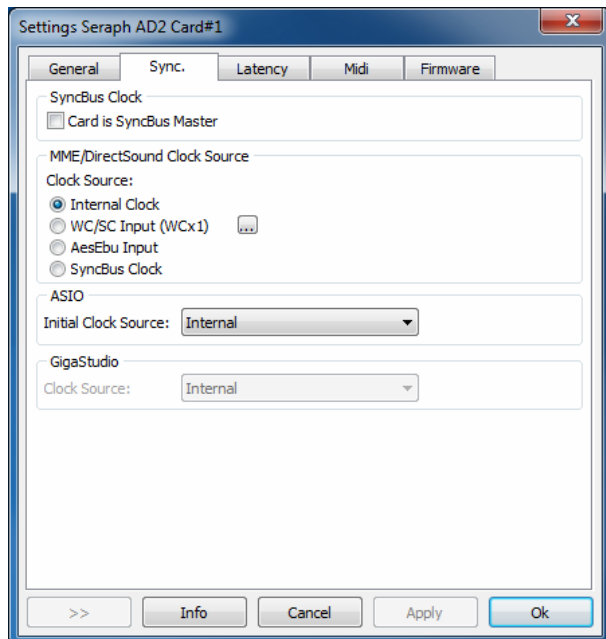 Settings Seraph AD2 Card#1
General Sync. Latency Midi Firmware
SyncBus Clock
Card is SyncBus Master
MME/DirectSound Clock Source
Clock Source:
Internal Clock
WC/SC Input (WCx1) ...
AesEbu Input
SyncBus Clock
ASIO
Initial Clock Source: Internal
GigaStudio
Clock Source: Internal
>> Info Cancel Apply Ok